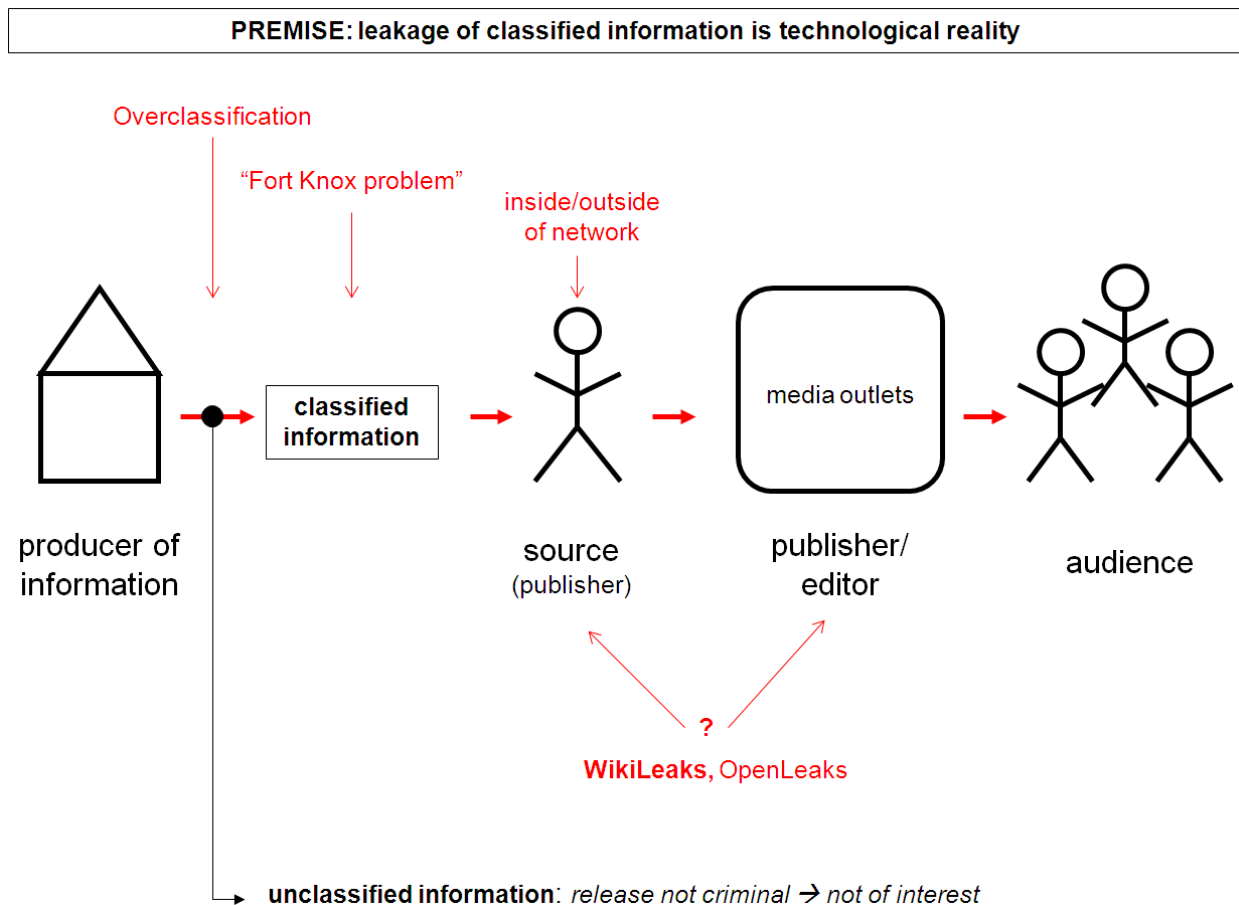 PREMISE: leakage of classified information is technological reality
Overclassification
“Fort Knox problem”
inside/outside
of network
classified
information
media outlets
producer of
information
source
(publisher)
publisher/
editor
audience
?
WikiLeaks, OpenLeaks
unclassified information: release not criminal → not of interest